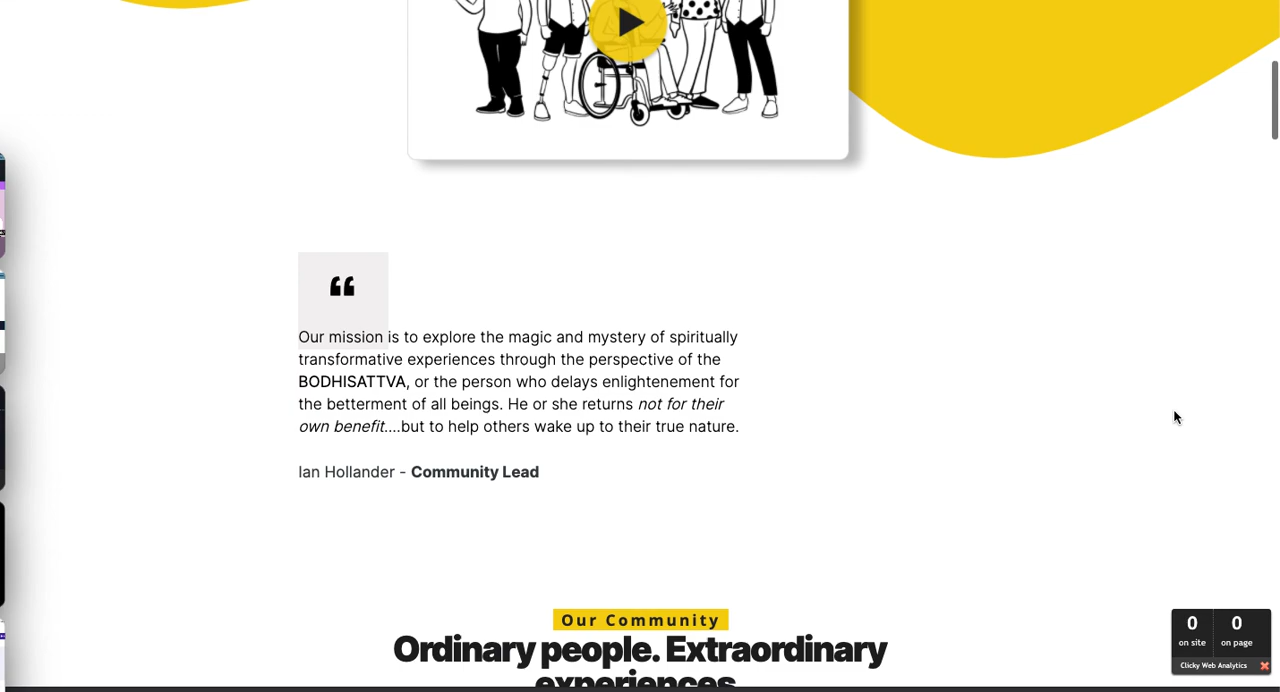 “
Our mission is to explore the magic and mystery of spiritually
transformative experiences through the perspective of the
BODHISATTVA, or the person who delays enlightenement for
the betterment of all beings. He or she returns not for their
own benefit....but to help others wake up to their true nature.
Ian Hollander - Community Lead
Our Community
Ordinary people. Extraordinary
experiences
0 0
on site on page
Clicky Web Analytics